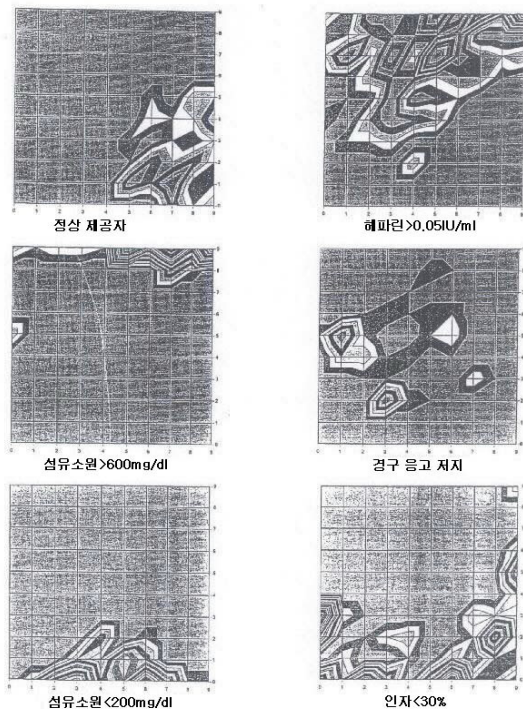 정상 제공자
헤파린>0.05IU/ml
섬유소원>600mg/dl
경구 응고 저지
섬유소원<200mg/dl
인자<30%